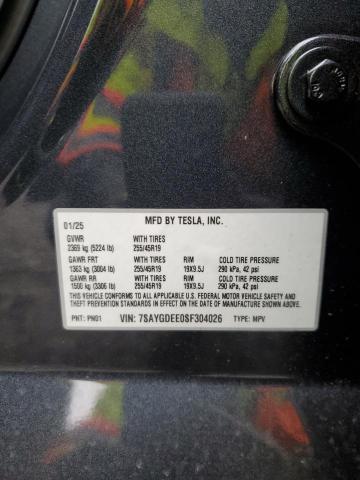 01/25 MFD BY TESLA, INC.
GVWR WITH TIRES
2369 kg (5224 lb) 255/45R19
GAWR FRT WITH TIRES RIM COLD TIRE PRESSURE
1363 kg (3004 lb) 255/45R19 19X9.5J 290 kPa, 42 psi
GAWR RR WITH TIRES RIM COLD TIRE PRESSURE
1500 kg (3306 lb) 255/45R19 19X9.5J 290 kPa, 42 psi
THIS VEHICLE CONFORMS TO ALL APPLICABLE U.S. FEDERAL MOTOR
VEHICLE SAFETY, BUMPER AND THEFT PREVENTION STANDARDS IN
EFFECT ON THE DATE OF MANUFACTURE SHOWN ABOVE.
PNT: PN01 VIN: 7SAYGDEE0SF304026 TYPE: MPV